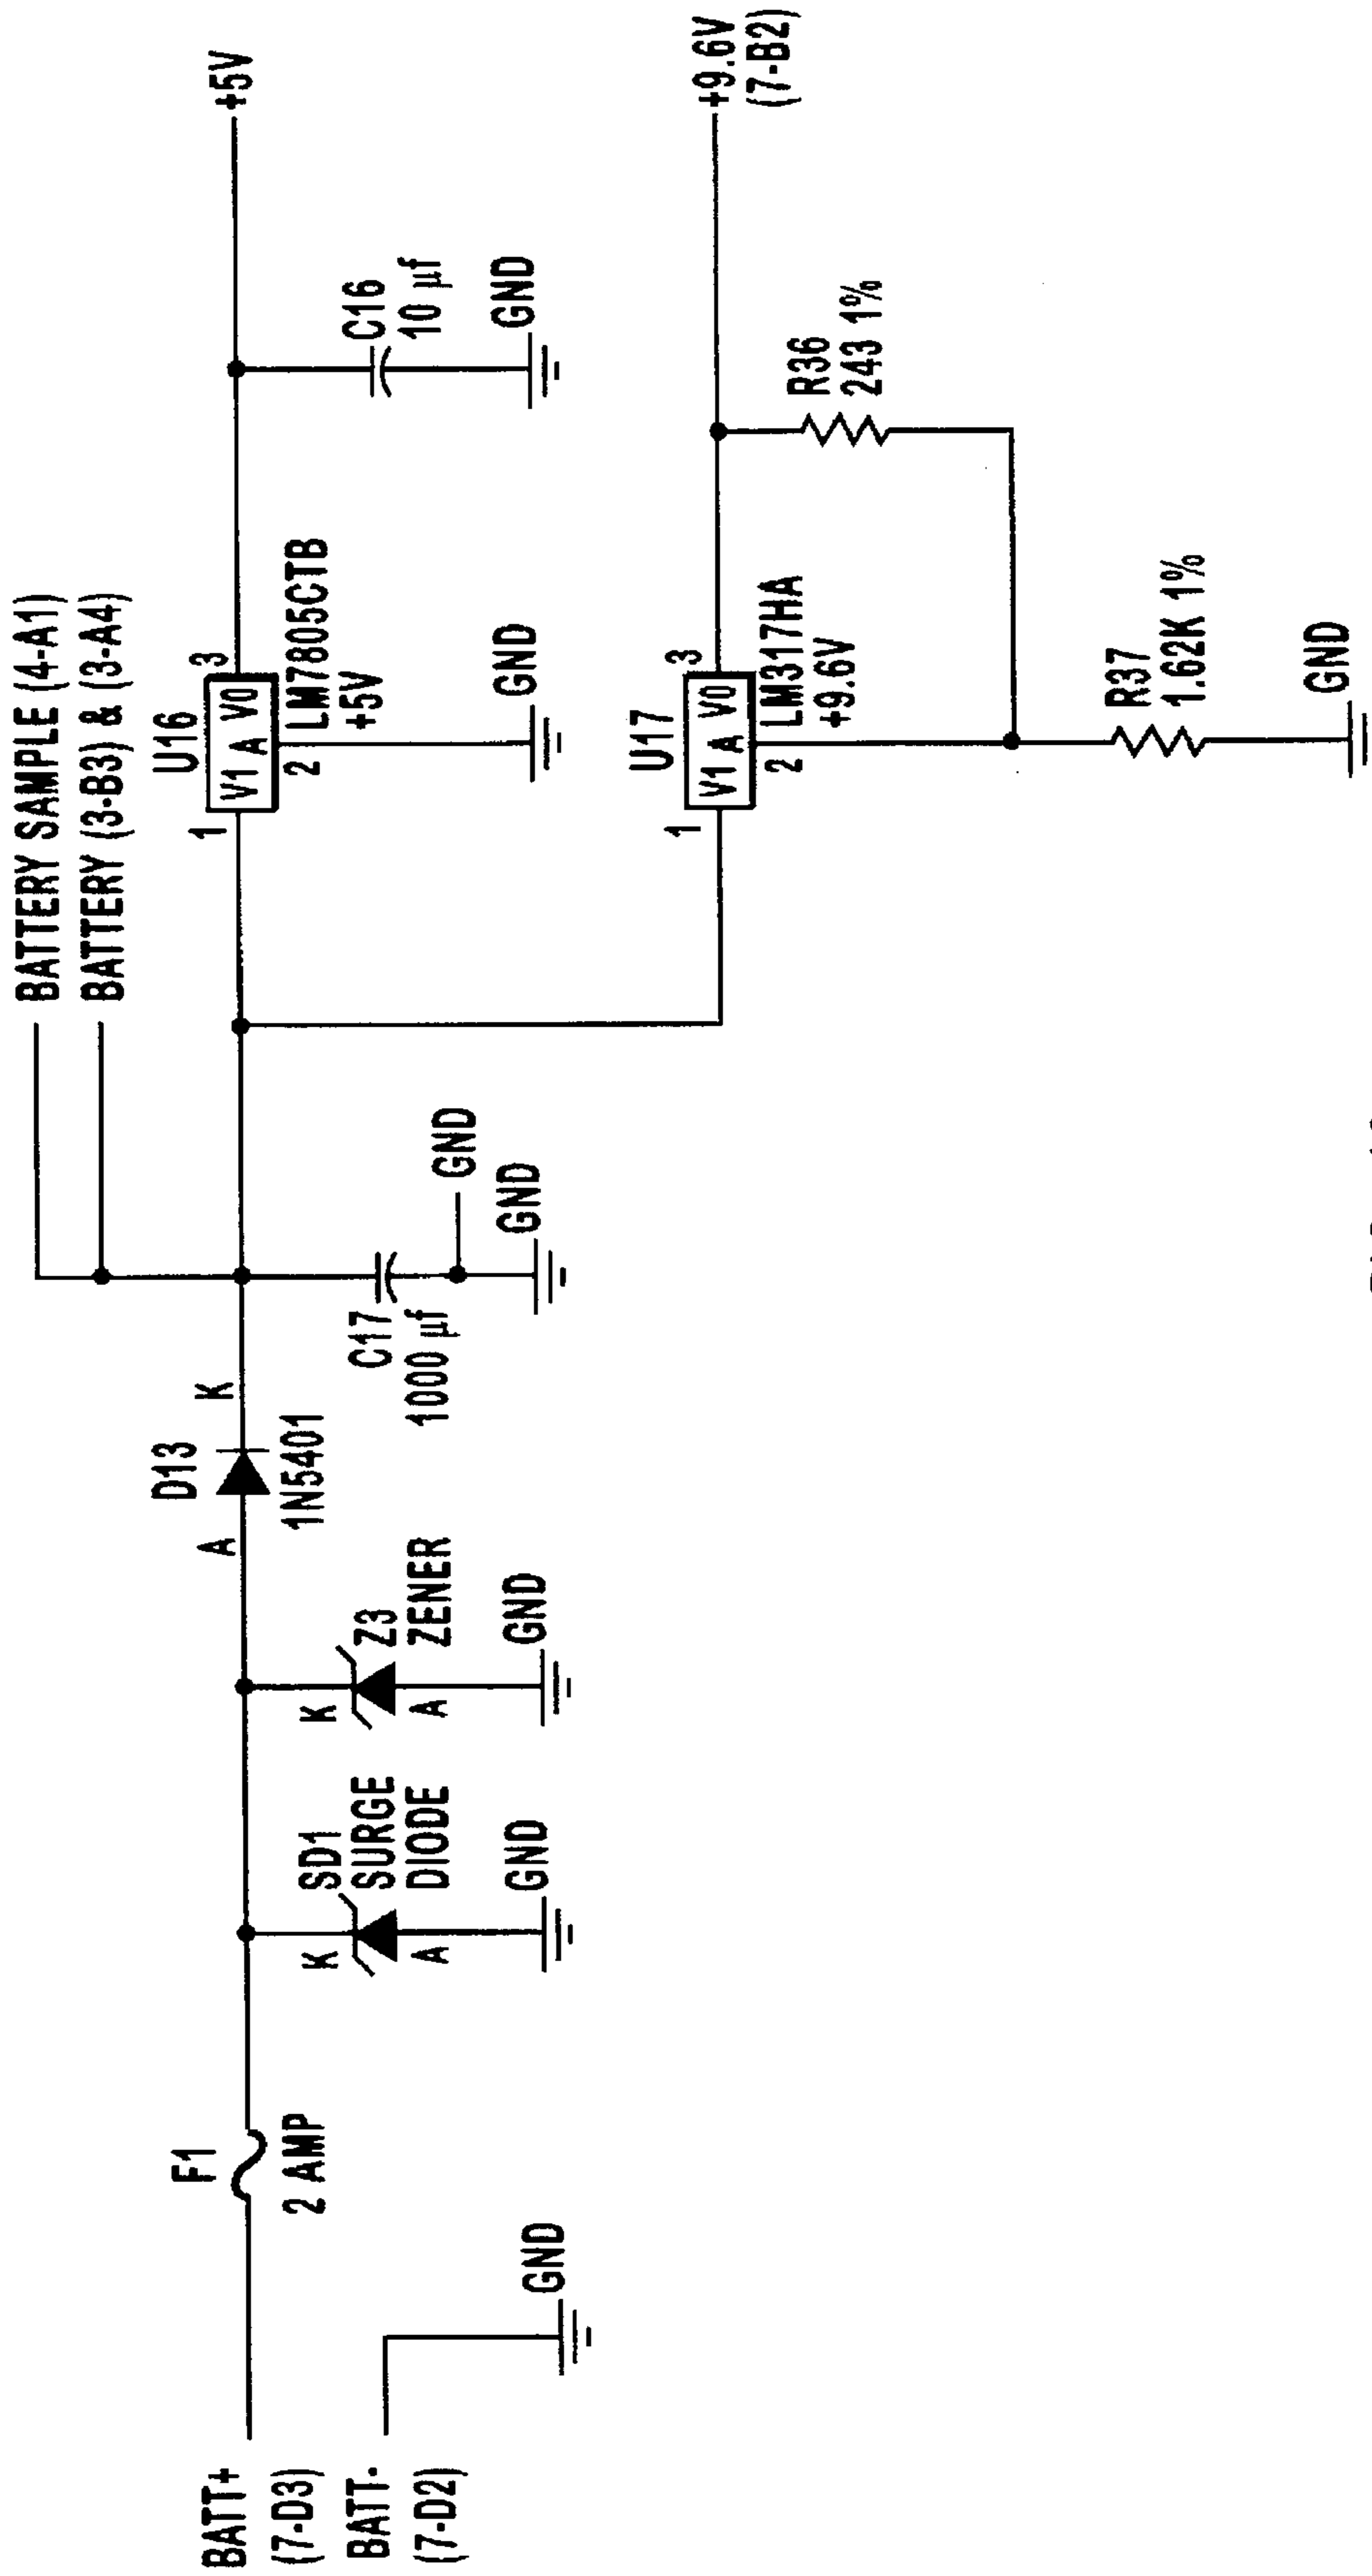 BATTERY SAMPLE (4-A1)
BATTERY (3-B3) & (3-A4)
BATT+
(7-D3)
BATT-
(7-D2)
GND
F1
2 AMP
K
A
SD1
SURGE
DIODE
GND
K
A
Z3
ZENER
GND
D13
A
K
1N5401
C17
1000 µf
GND
GND
U16
1
V1 A V0
3
2
LM7805CTB
+5V
GND
C16
10 µf
GND
+5V
U17
1
V1 A V0
3
2
LM317HA
+9.6V
R36
243 1%
+9.6V
(7-B2)
R37
1.62K 1%
GND